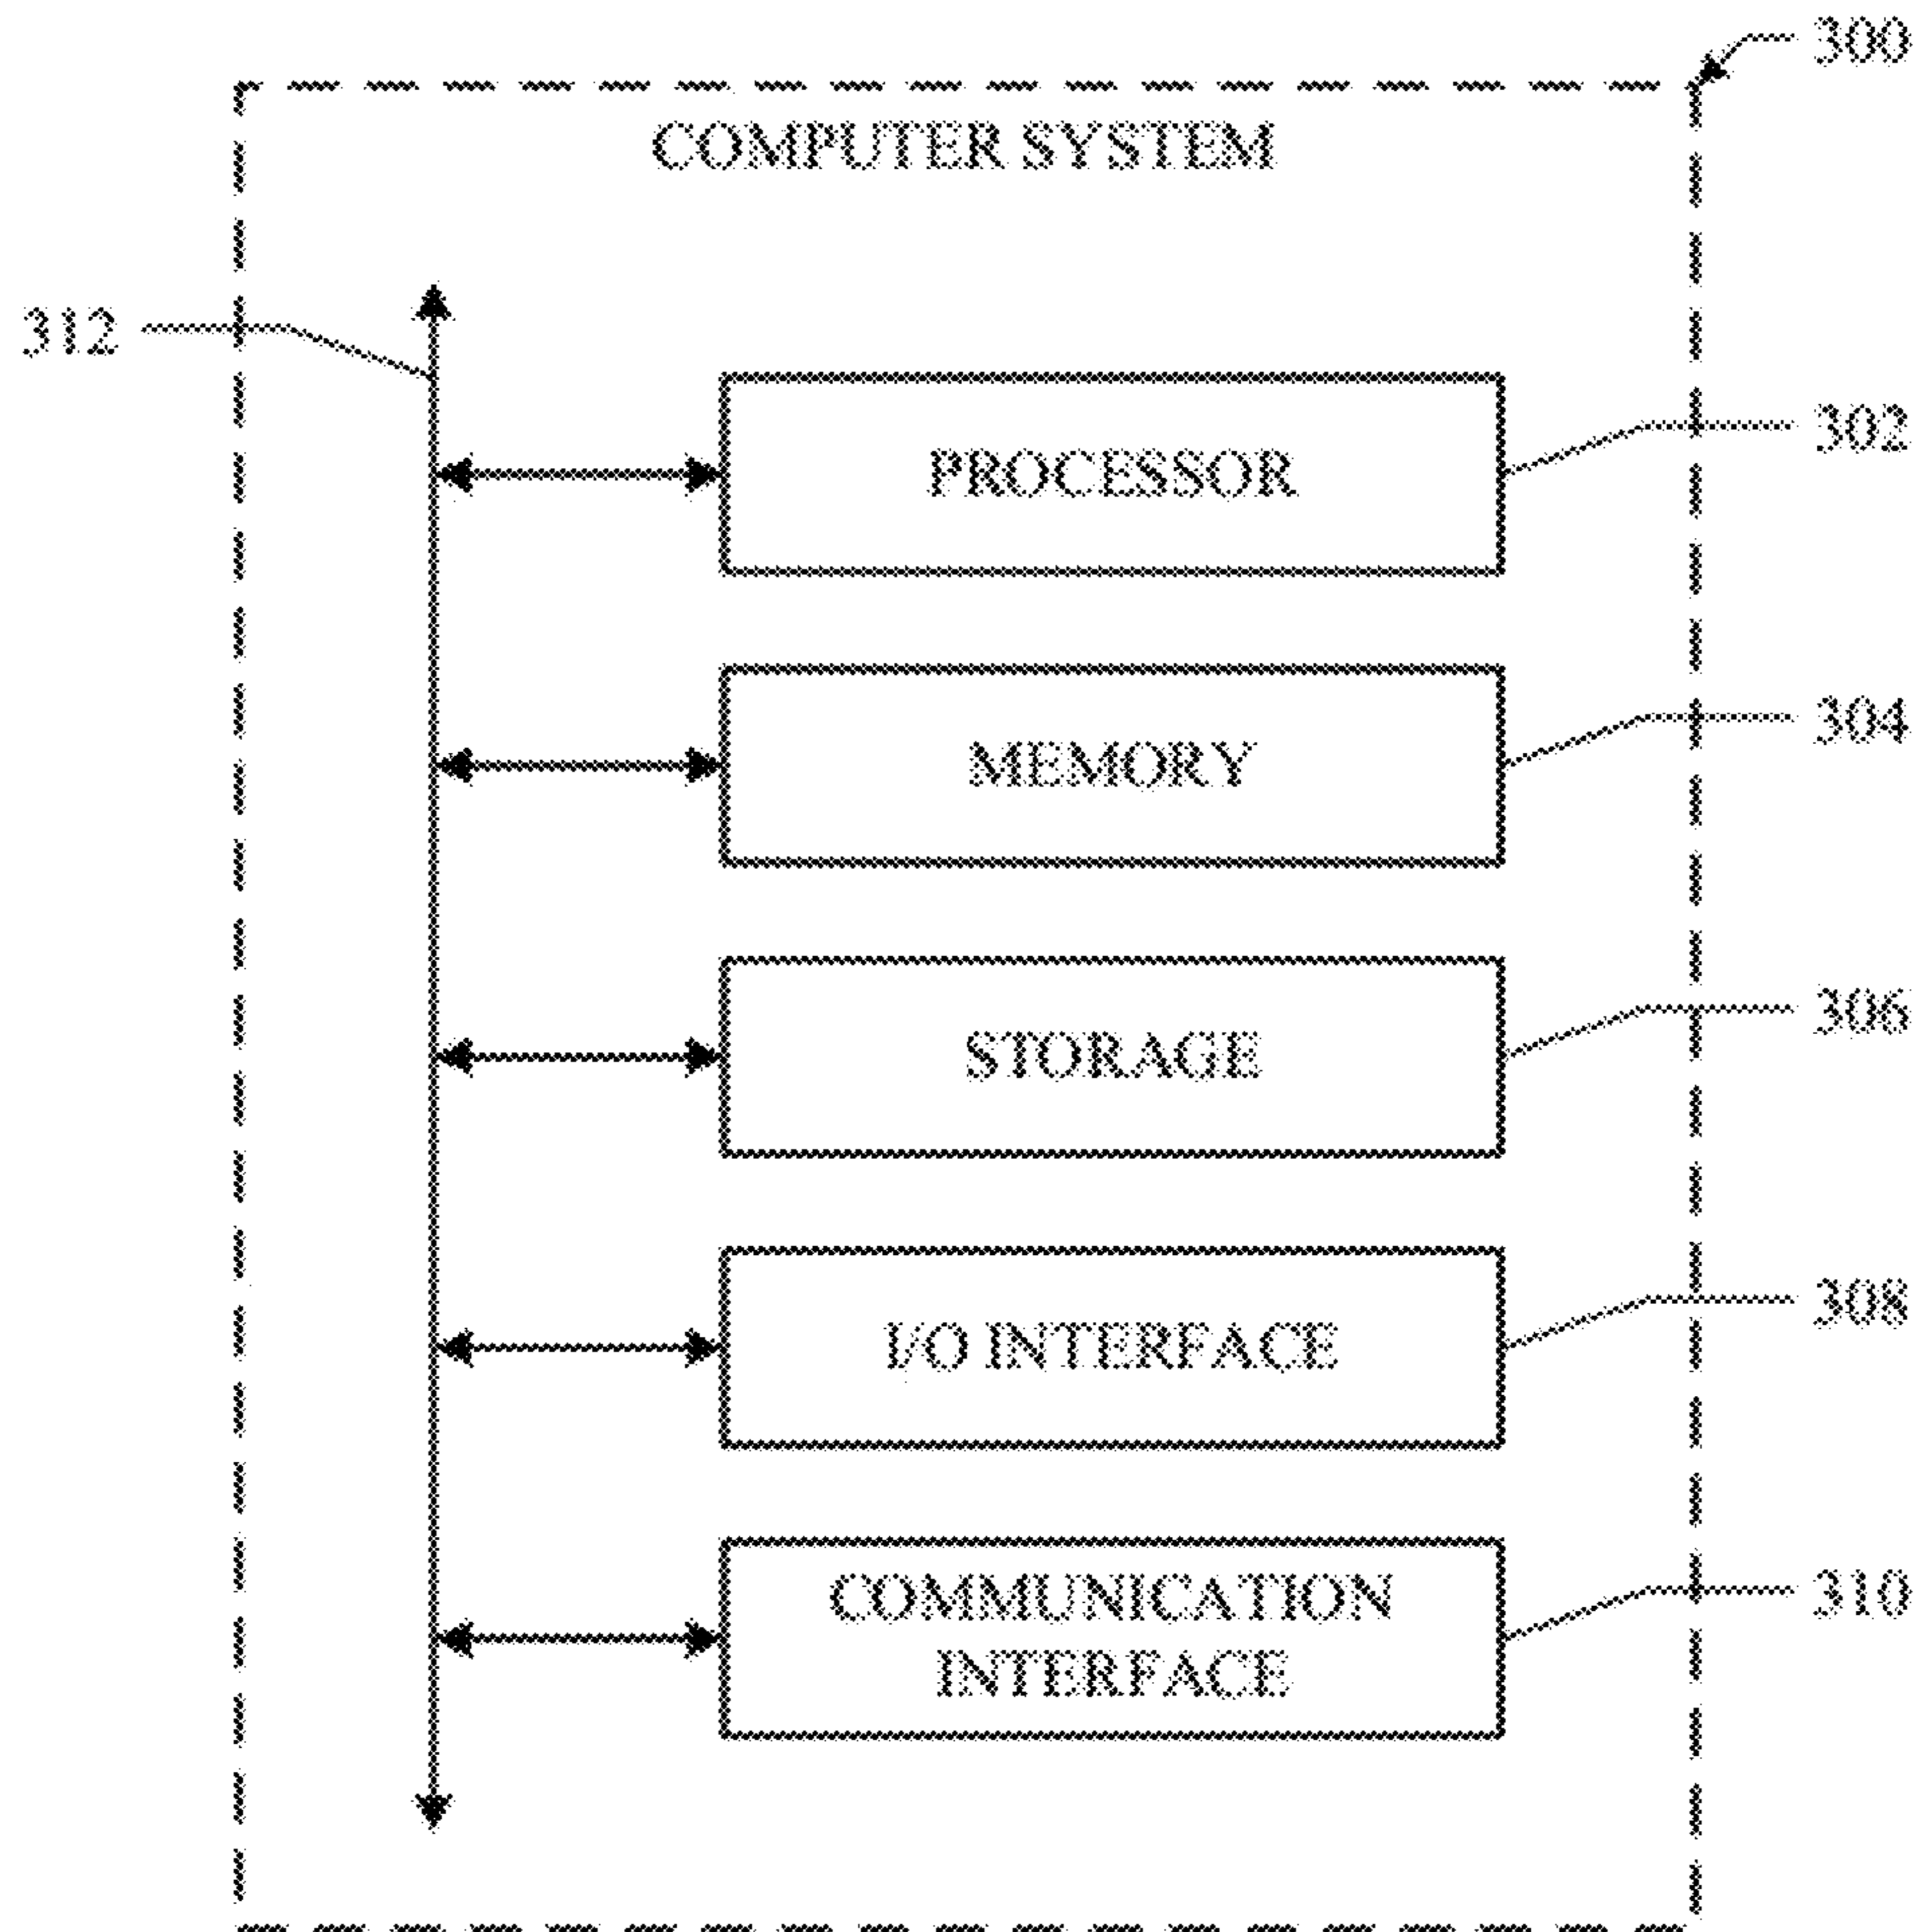 300
COMPUTER SYSTEM
312
PROCESSOR
302
MEMORY
304
STORAGE
306
I/O INTERFACE
308
COMMUNICATION
INTERFACE
310